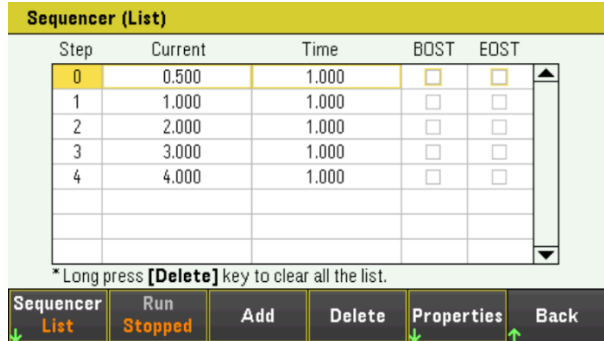 Sequencer (List)
Step Current Time BOST EOST
0 0.500 1.000
1 1.000 1.000
2 2.000 1.000
3 3.000 1.000
4 4.000 1.000
*Long press [Delete] key to clear all the list.
Sequencer Run Add Delete Properties Back
List Stopped